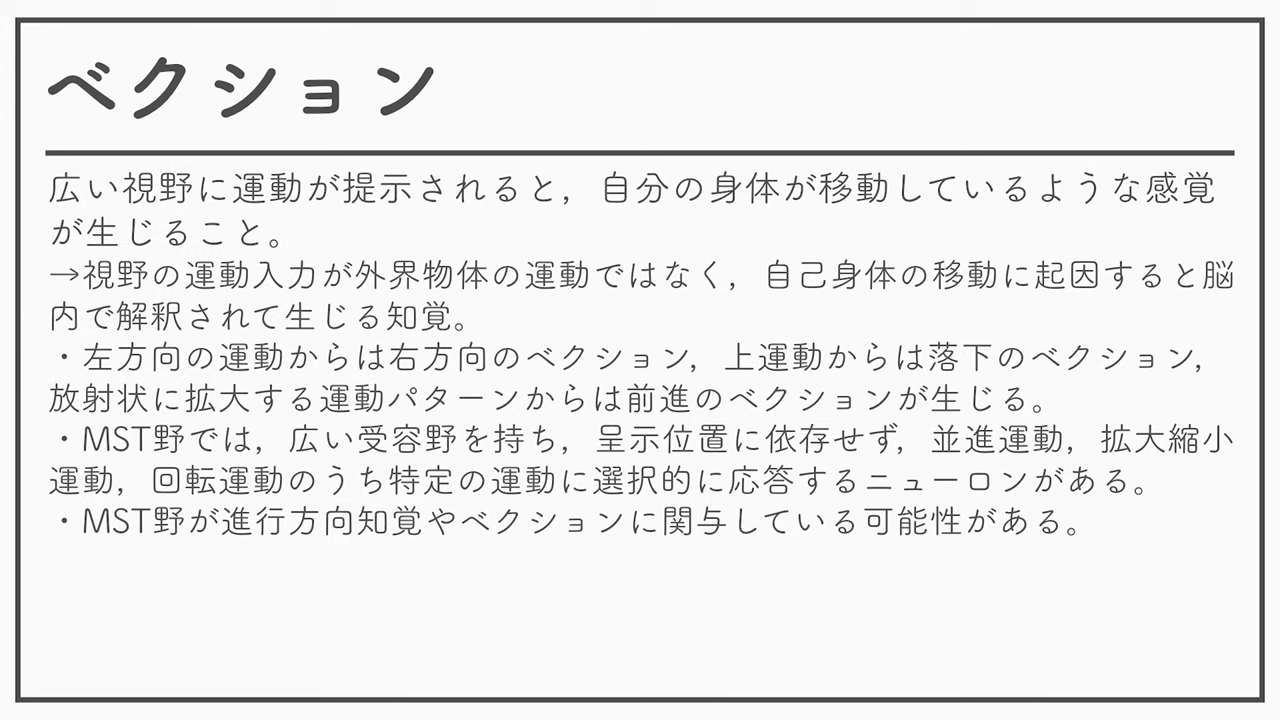 ベクション
広い視野に運動が提示されると，自分の身体が移動しているような感覚
が生じること。
→視野の運動入力が外界物体の運動ではなく，自己身体の移動に起因すると脳
内で解釈されて生じる知覚。
・左方向の運動からは右方向のベクション，上運動からは落下のベクション，
放射状に拡大する運動パターンからは前進のベクションが生じる。
・MST野では，広い受容野を持ち，呈示位置に依存せず，並進運動，拡大縮小
運動，回転運動のうち特定の運動に選択的に応答するニューロンがある。
・MST野が進行方向知覚やベクションに関与している可能性がある。